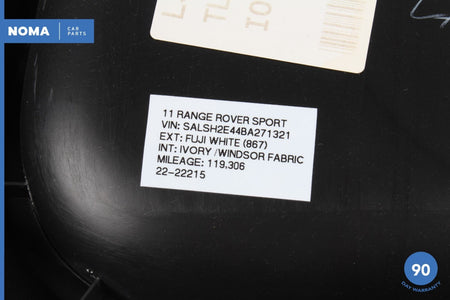 NOMA CAR
PARTS
11 RANGE ROVER SPORT
VIN: SALSH2E44BA271321
EXT: FUJI WHITE (867)
INT: IVORY /WINDSOR FABRIC
MILEAGE: 119,306
22-22215
90
DAY WARRANTY